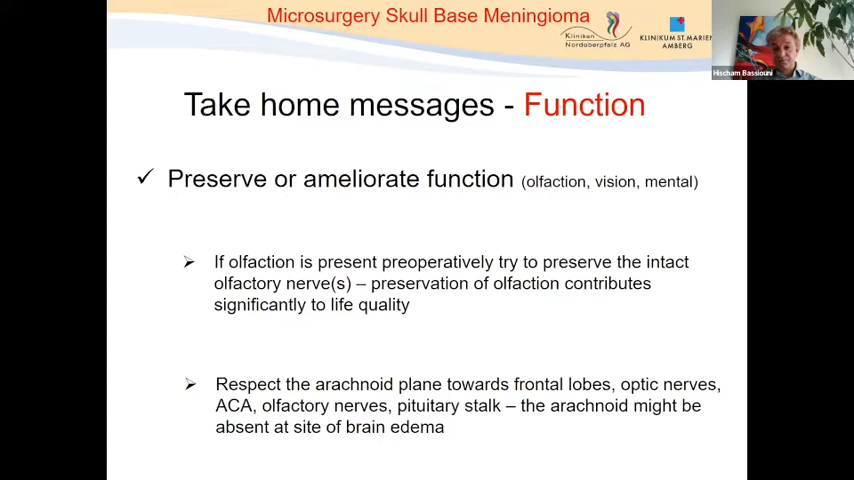 Microsurgery Skull Base Meningioma
Kliniken
Nordoberpfalz AG
KLINIKUM ST. MARIEN
AMBERG
Hischam Bassiouni
Take home messages - Function
✓ Preserve or ameliorate function (olfaction, vision, mental)
➢ If olfaction is present preoperatively try to preserve the intact
olfactory nerve(s) – preservation of olfaction contributes
significantly to life quality
➢ Respect the arachnoid plane towards frontal lobes, optic nerves,
ACA, olfactory nerves, pituitary stalk – the arachnoid might be
absent at site of brain edema